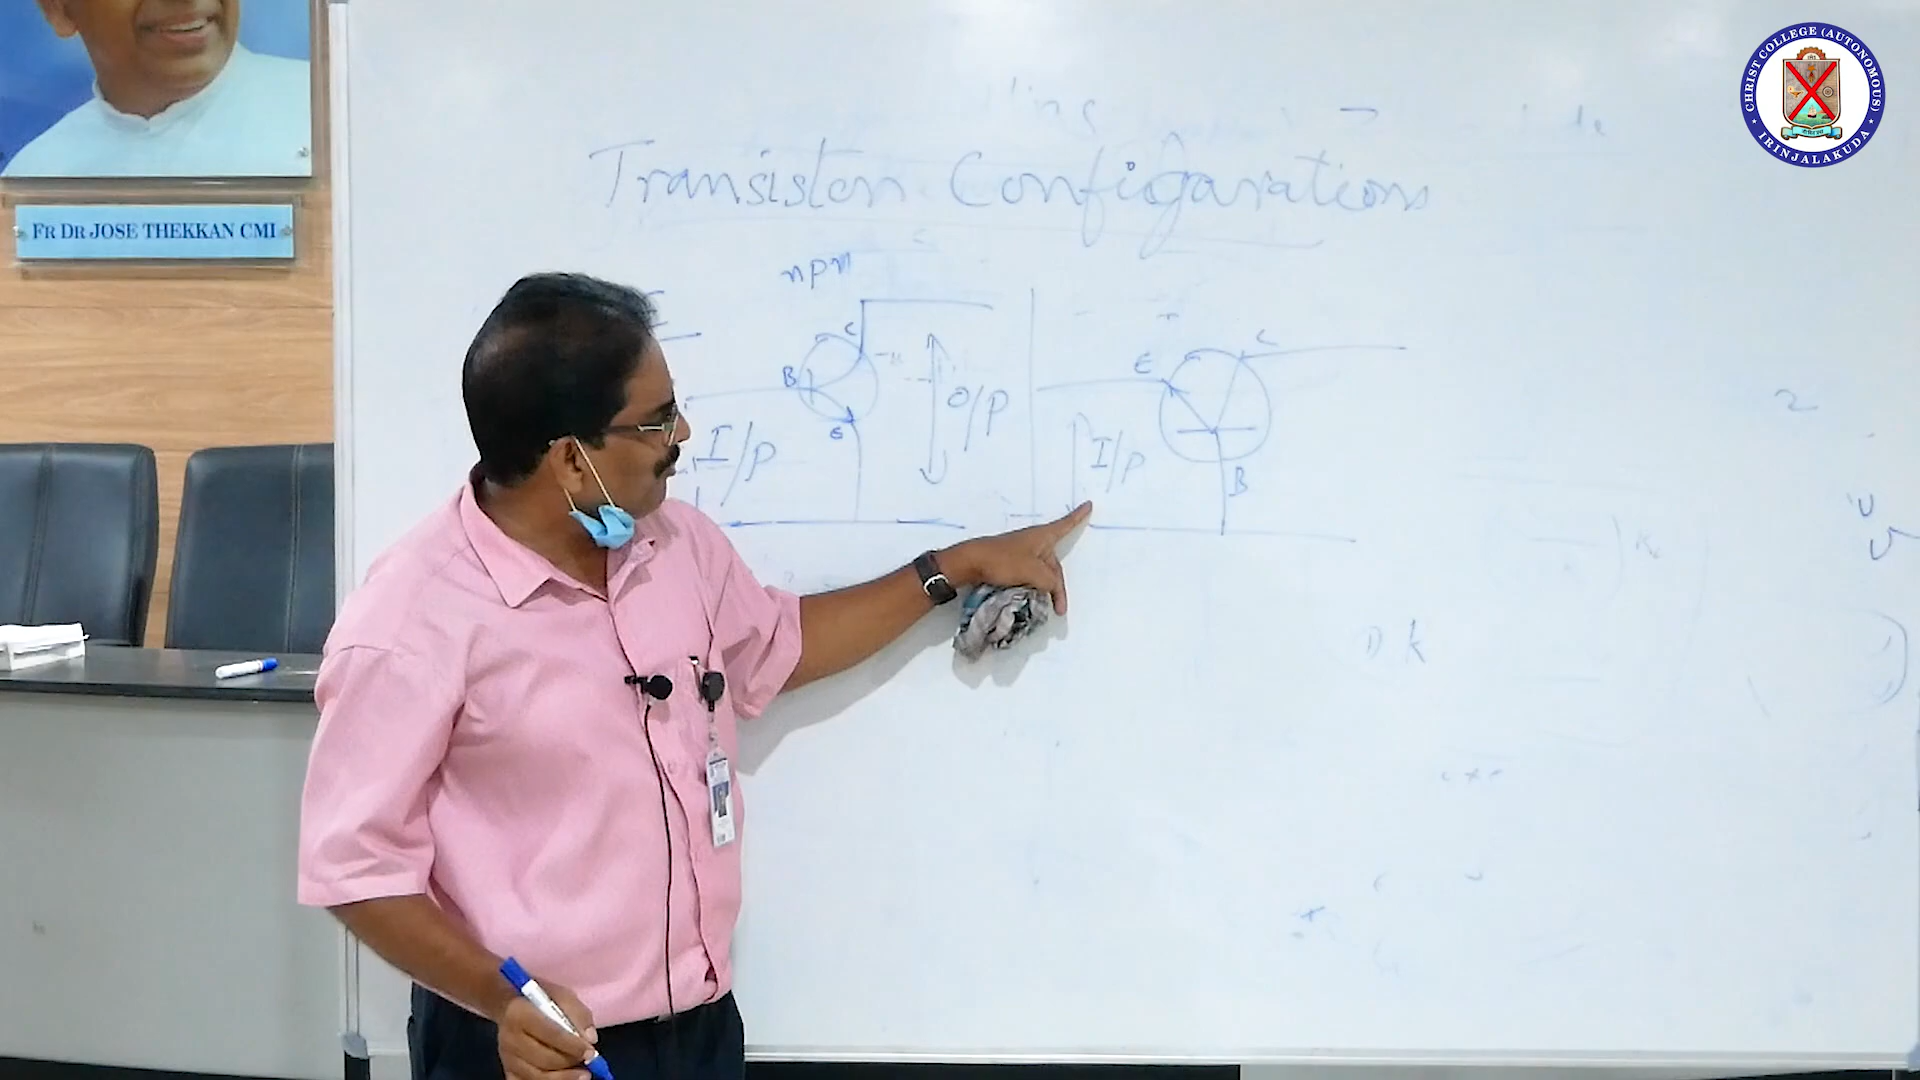 CHRIST COLLEGE (AUTONOMOUS)
IRINJALAKUDA
FR DR JOSE THEKKAN CMI
Transistor Configurations
npn
C
B
E
I/P
O/P
E
C
I/P
B